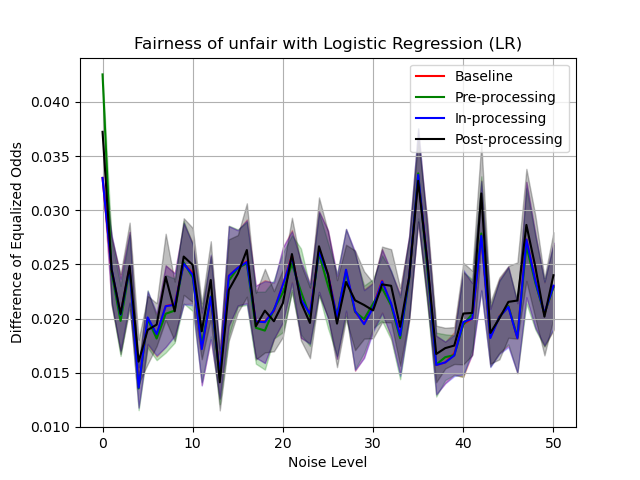 Fairness of unfair with Logistic Regression (LR)
Baseline
Pre-processing
In-processing
Post-processing
Difference of Equalized Odds
0.040
0.035
0.030
0.025
0.020
0.015
0.010
0 10 20 30 40 50
Noise Level